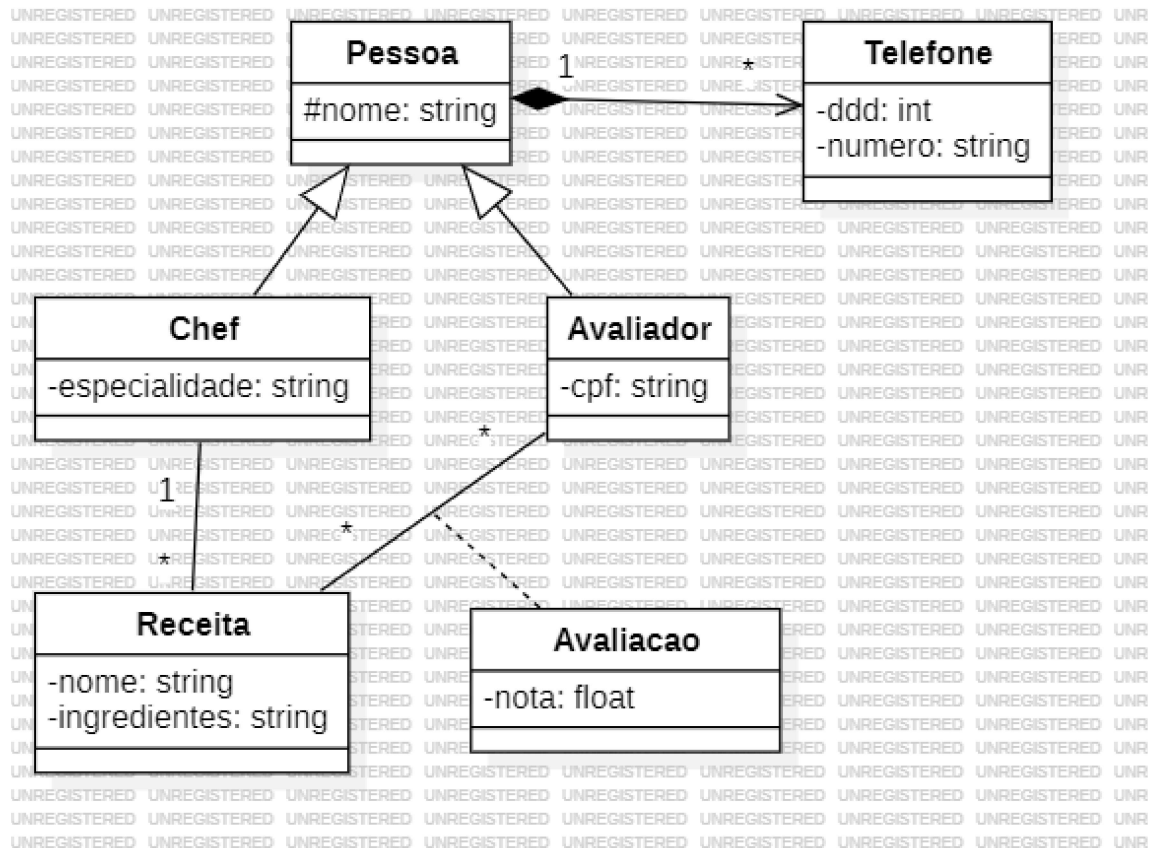 Pessoa
#nome: string
1
*
Telefone
-ddd: int
-numero: string
Chef
-especialidade: string
Avaliador
-cpf: string
1
*
*
*
Receita
-nome: string
-ingredientes: string
Avaliacao
-nota: float
UNREGISTERED